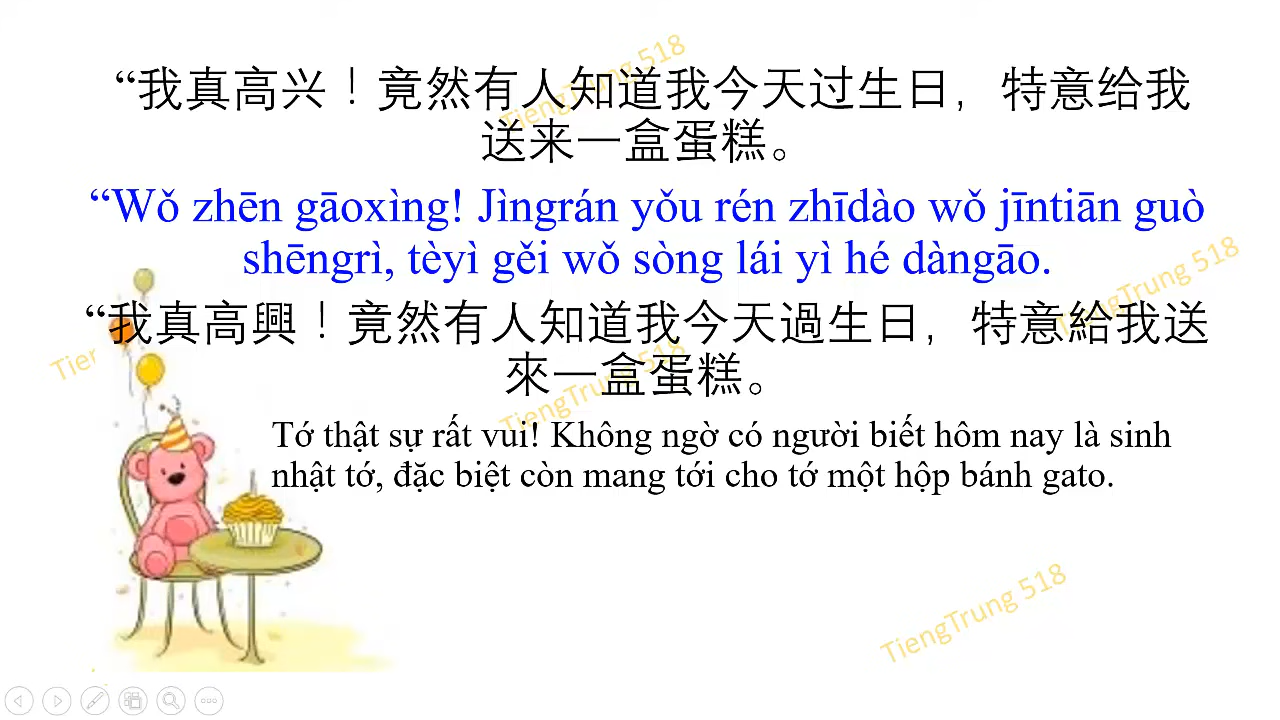 “我真高兴！竟然有人知道我今天过生日，特意给我
送来一盒蛋糕。
“Wǒ zhēn gāoxìng! Jìngrán yǒu rén zhīdào wǒ jīntiān guò
shēngrì, tèyì gěi wǒ sòng lái yì hé dàngāo.
“我真高興！竟然有人知道我今天過生日，特意給我送
來一盒蛋糕。
Tớ thật sự rất vui! Không ngờ có người biết hôm nay là sinh
nhật tớ, đặc biệt còn mang tới cho tớ một hộp bánh gato.
TiengTrung 518
TiengTrung 518
Tien
TiengTrung 518
TiengTrung 518